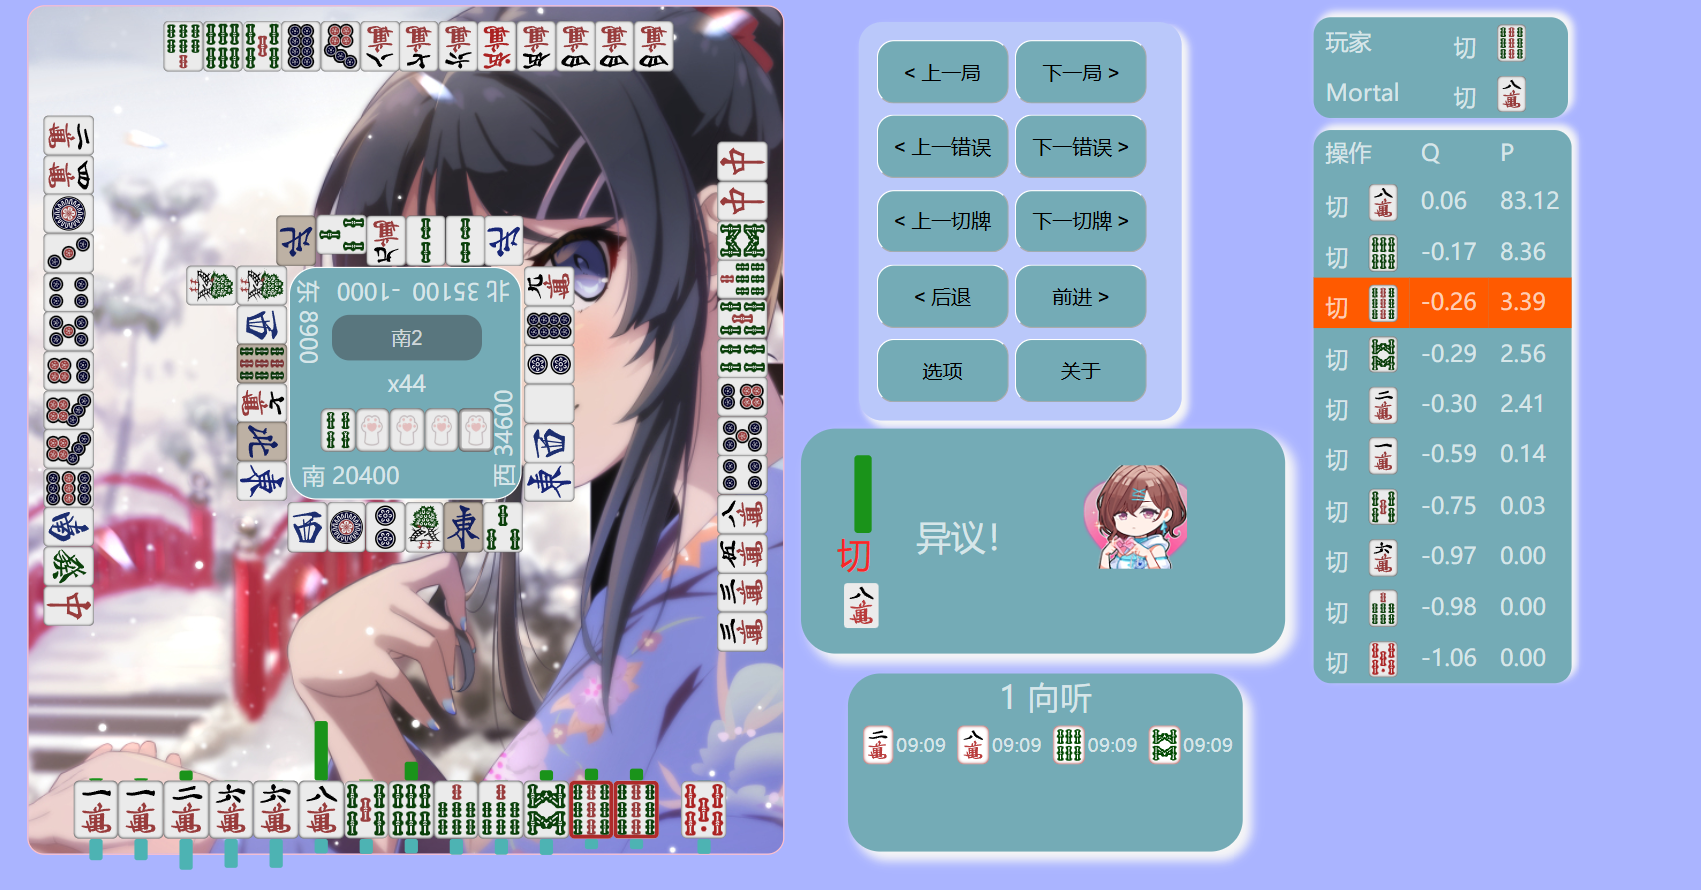 北 35100 -1000
东 8900
南2
x44
西 34600
南 20400
< 上一局
下一局 >
< 上一错误
下一错误 >
< 上一切牌
下一切牌 >
< 后退
前进 >
选项
关于
切
异议!
1 向听
09:09
09:09
09:09
09:09
玩家 切
Mortal 切
操作 Q P
切 0.06 83.12
切 -0.17 8.36
切 -0.26 3.39
切 -0.29 2.56
切 -0.30 2.41
切 -0.59 0.14
切 -0.75 0.03
切 -0.97 0.00
切 -0.98 0.00
切 -1.06 0.00